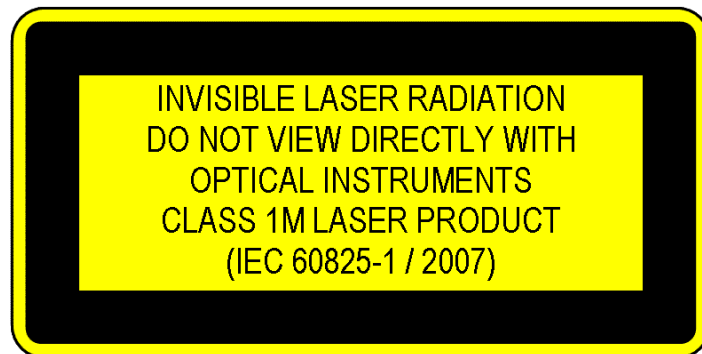 INVISIBLE LASER RADIATION
DO NOT VIEW DIRECTLY WITH
OPTICAL INSTRUMENTS
CLASS 1M LASER PRODUCT
(IEC 60825-1 / 2007)